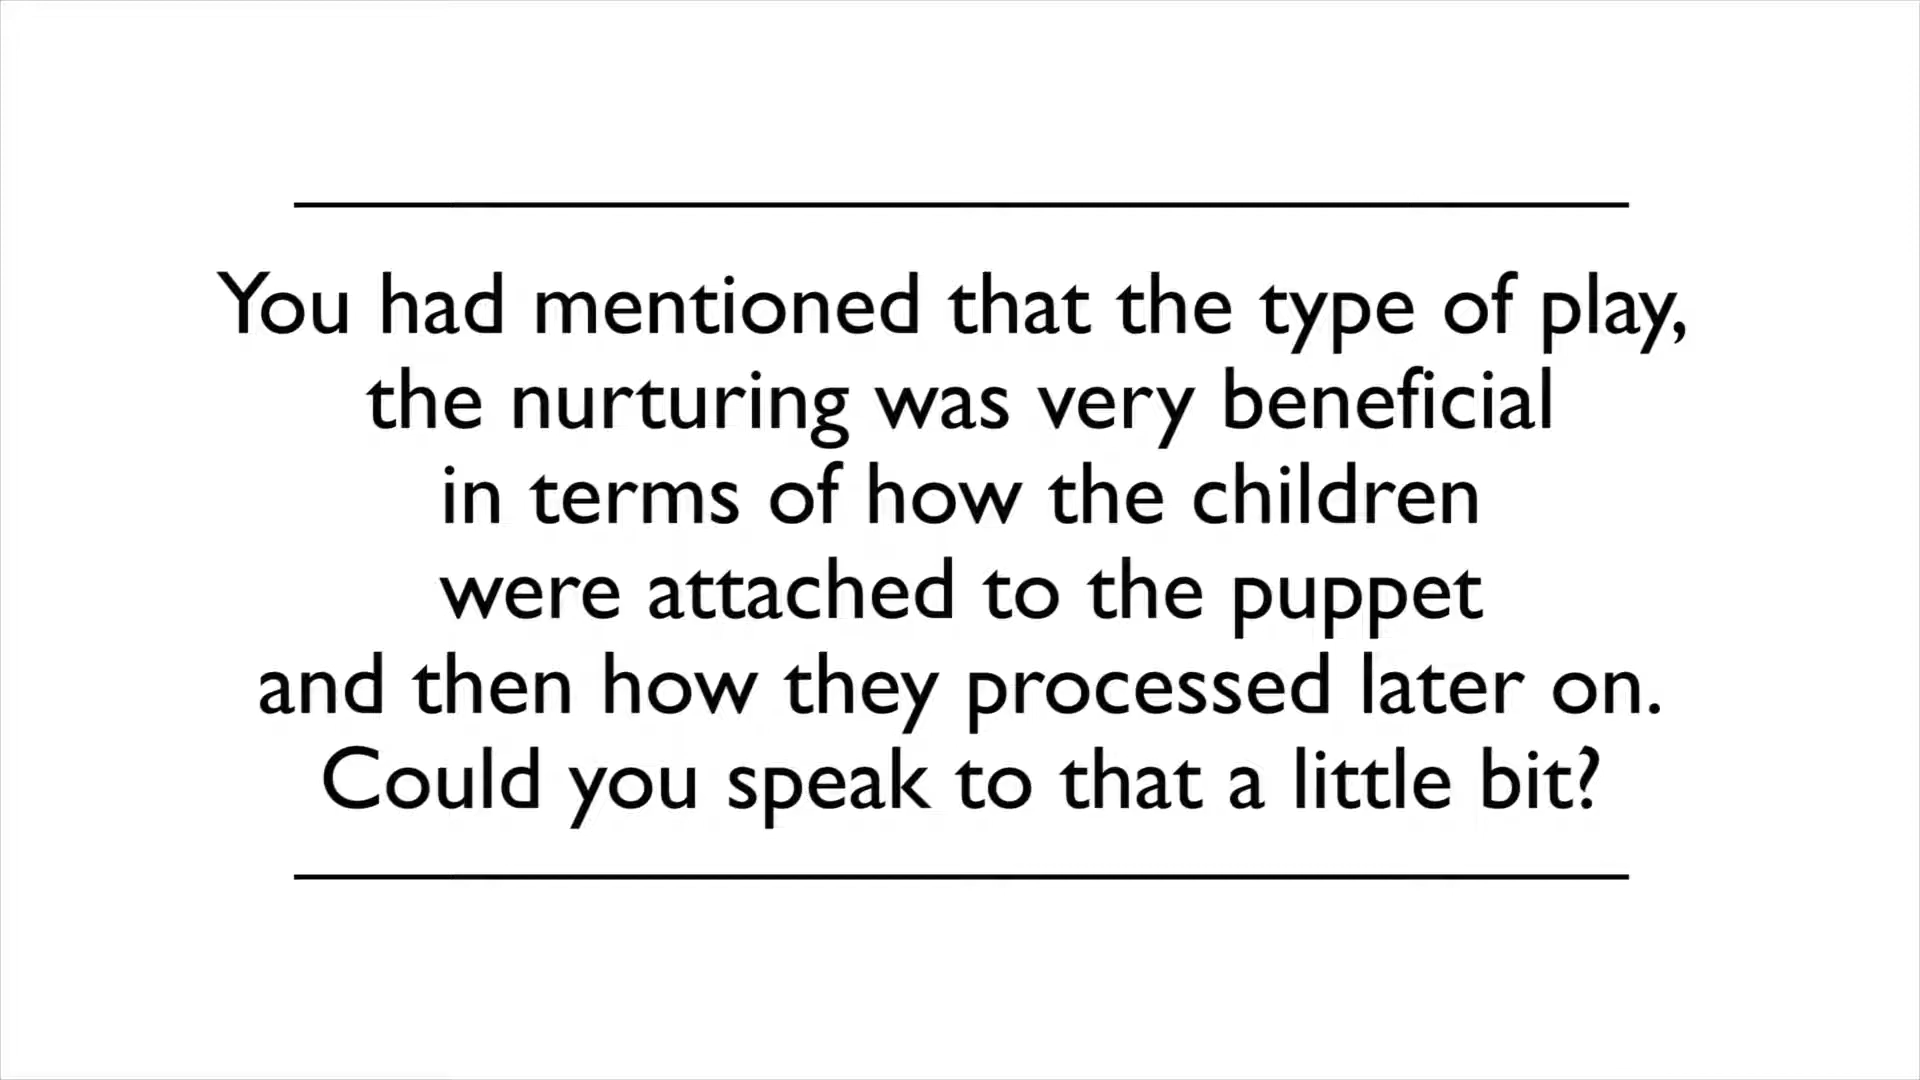 You had mentioned that the type of play,
the nurturing was very beneficial
in terms of how the children
were attached to the puppet
and then how they processed later on.
Could you speak to that a little bit?